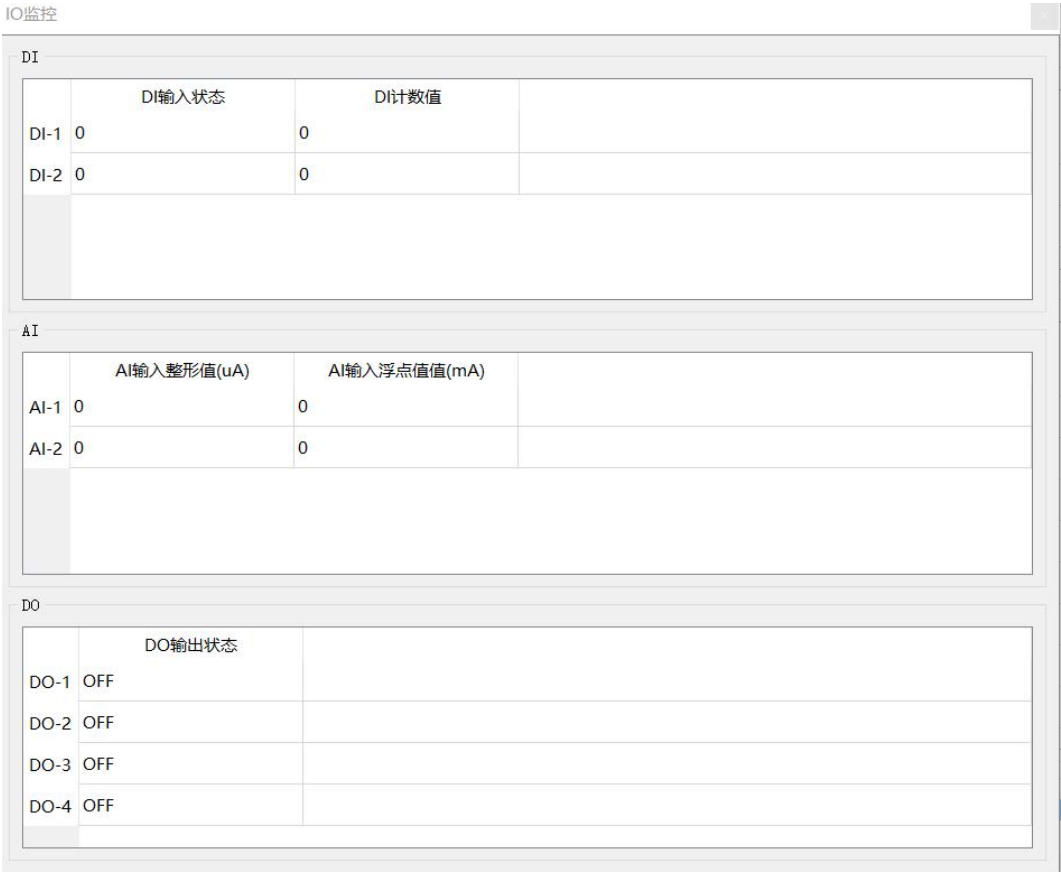 IO监控
DI
DI输入状态 DI计数值
DI-1 0 0
DI-2 0 0
AI
AI输入整形值(uA) AI输入浮点值值(mA)
AI-1 0 0
AI-2 0 0
DO
DO输出状态
DO-1 OFF
DO-2 OFF
DO-3 OFF
DO-4 OFF